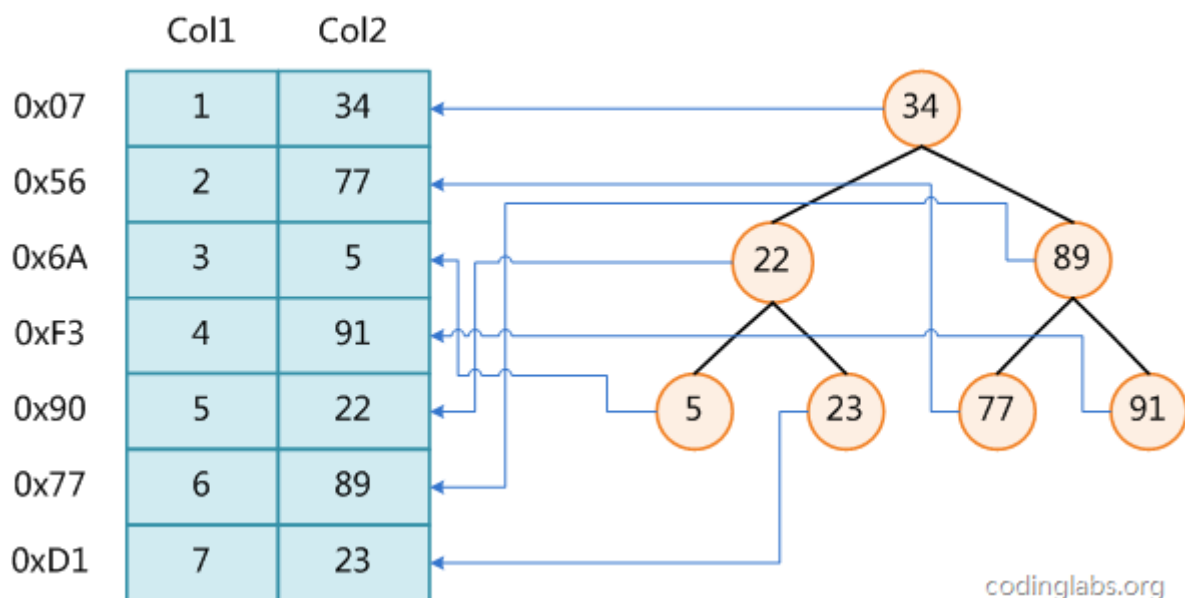 Col1 Col2
0x07 1 34 34
0x56 2 77
0x6A 3 5 22 89
0xF3 4 91
0x90 5 22 5 23 77 91
0x77 6 89
0xD1 7 23
codinglabs.org